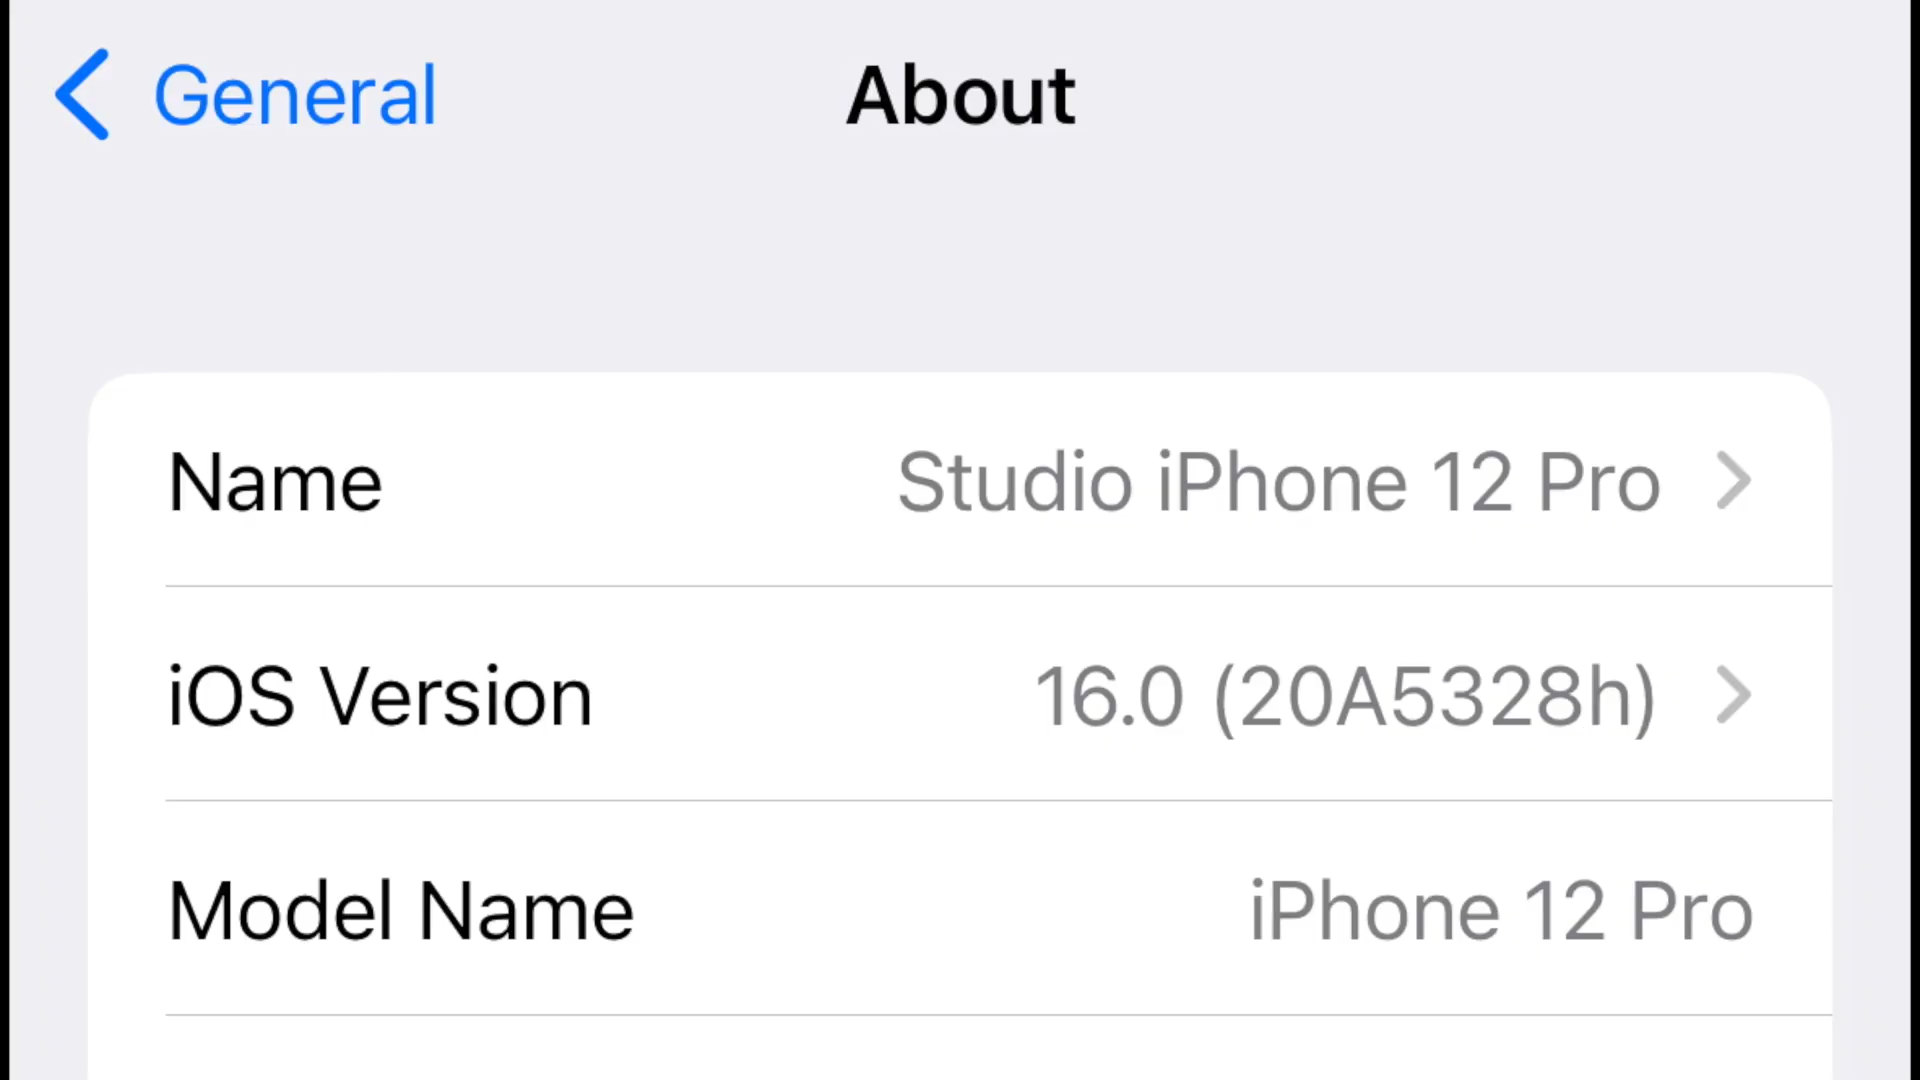 General
About
Name
Studio iPhone 12 Pro
iOS Version
16.0 (20A5328h)
Model Name
iPhone 12 Pro